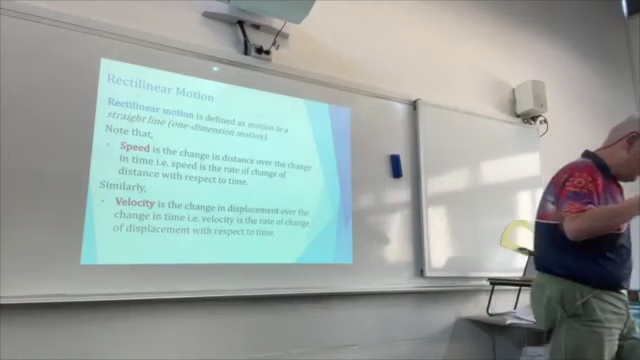 Rectilinear Motion
Rectilinear motion is defined as motion in a
straight line (one-dimension motion).
Note that,
• Speed is the change in distance over the change
in time i.e. speed is the rate of change of
distance with respect to time.
Similarly,
• Velocity is the change in displacement over the
change in time i.e. velocity is the rate of change
of displacement with respect to time.